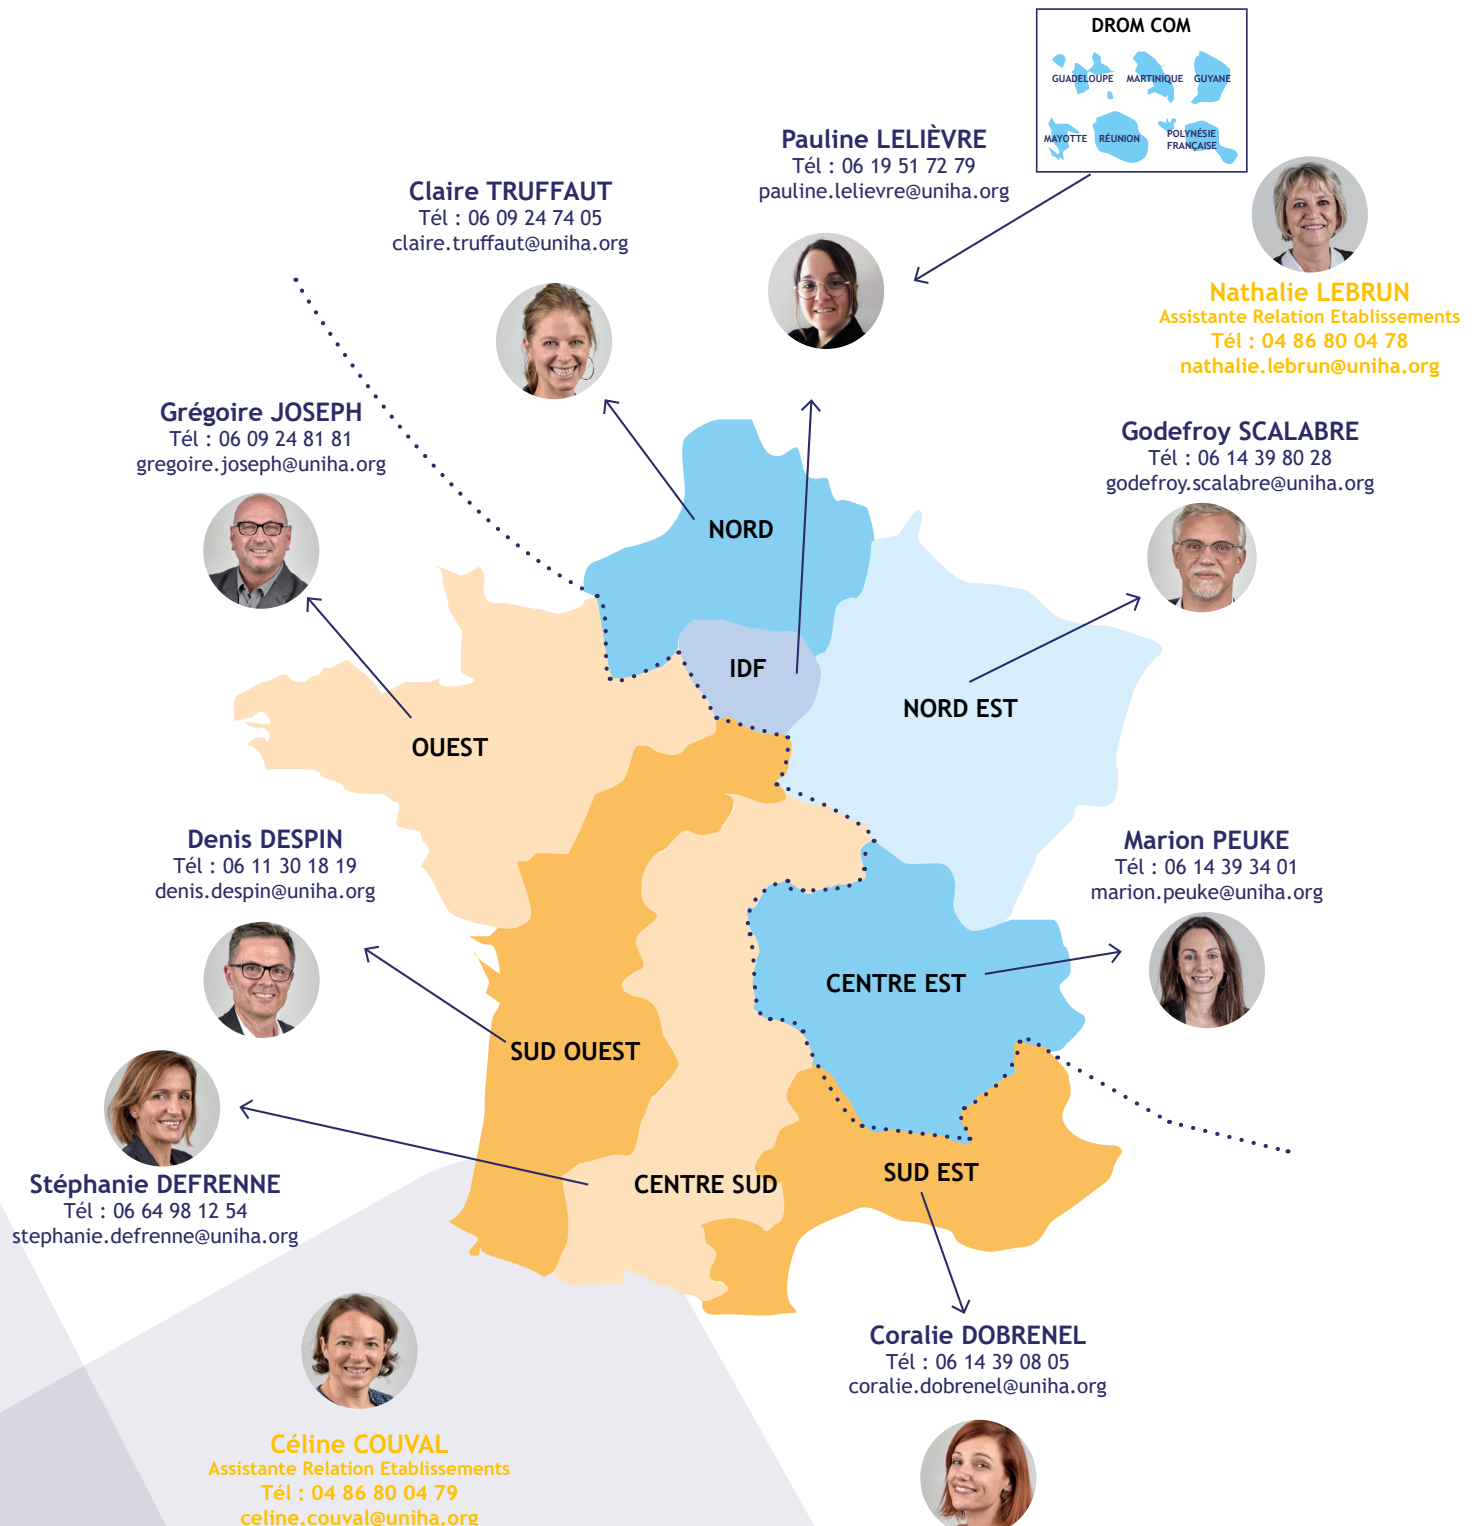 DROM COM
GUADELOUPE
MARTINIQUE
GUYANE
MAYOTTE
RÉUNION
POLYNÉSIE
FRANÇAISE
Pauline LELIÈVRE
Tél : 06 19 51 72 79
pauline.lelievre@uniha.org
Claire TRUFFAUT
Tél : 06 09 24 74 05
claire.truffaut@uniha.org
Nathalie LEBRUN
Assistante Relation Etablissements
Tél : 04 86 80 04 78
nathalie.lebrun@uniha.org
Grégoire JOSEPH
Tél : 06 09 24 81 81
gregoire.joseph@uniha.org
Godefroy SCALABRE
Tél : 06 14 39 80 28
godefroy.scalabre@uniha.org
NORD
IDF
NORD EST
OUEST
Denis DESPIN
Tél : 06 11 30 18 19
denis.despin@uniha.org
Marion PEUKE
Tél : 06 14 39 34 01
marion.peuke@uniha.org
CENTRE EST
SUD OUEST
CENTRE SUD
SUD EST
Stéphanie DEFRENNE
Tél : 06 64 98 12 54
stephanie.defrenne@uniha.org
Coralie DOBRENEL
Tél : 06 14 39 08 05
coralie.dobrenel@uniha.org
Céline COUVAL
Assistante Relation Etablissements
Tél : 04 86 80 04 79
celine.couval@uniha.org